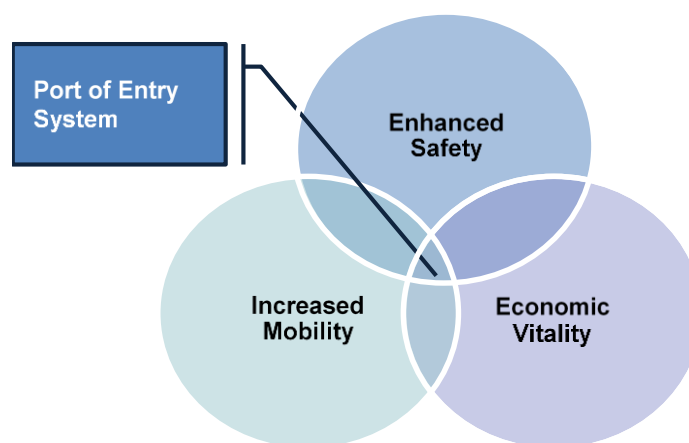 Port of Entry
System
Enhanced
Safety
Increased
Mobility
Economic
Vitality